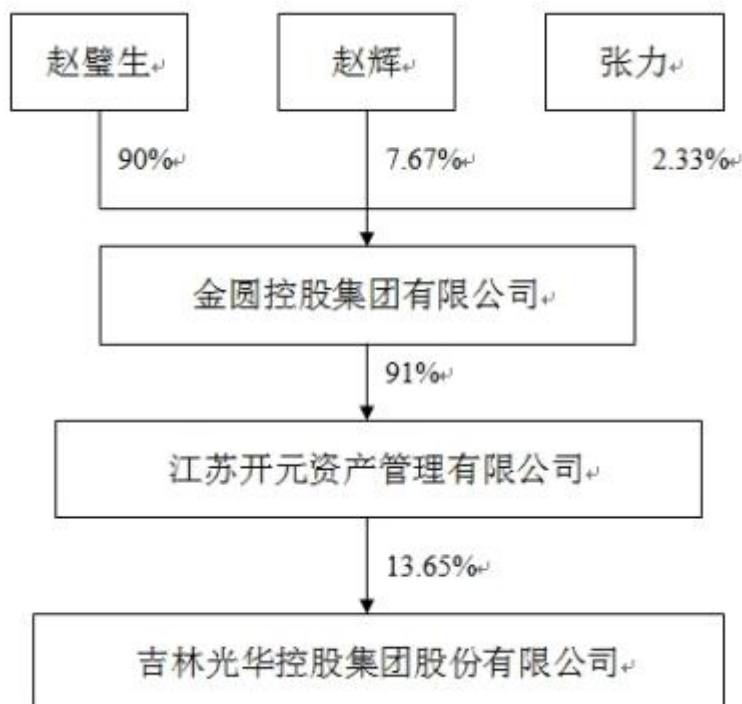 赵璧生
赵辉
张力
90%
7.67%
2.33%
金圆控股集团有限公司
91%
江苏开元资产管理有限公司
13.65%
吉林光华控股集团股份有限公司